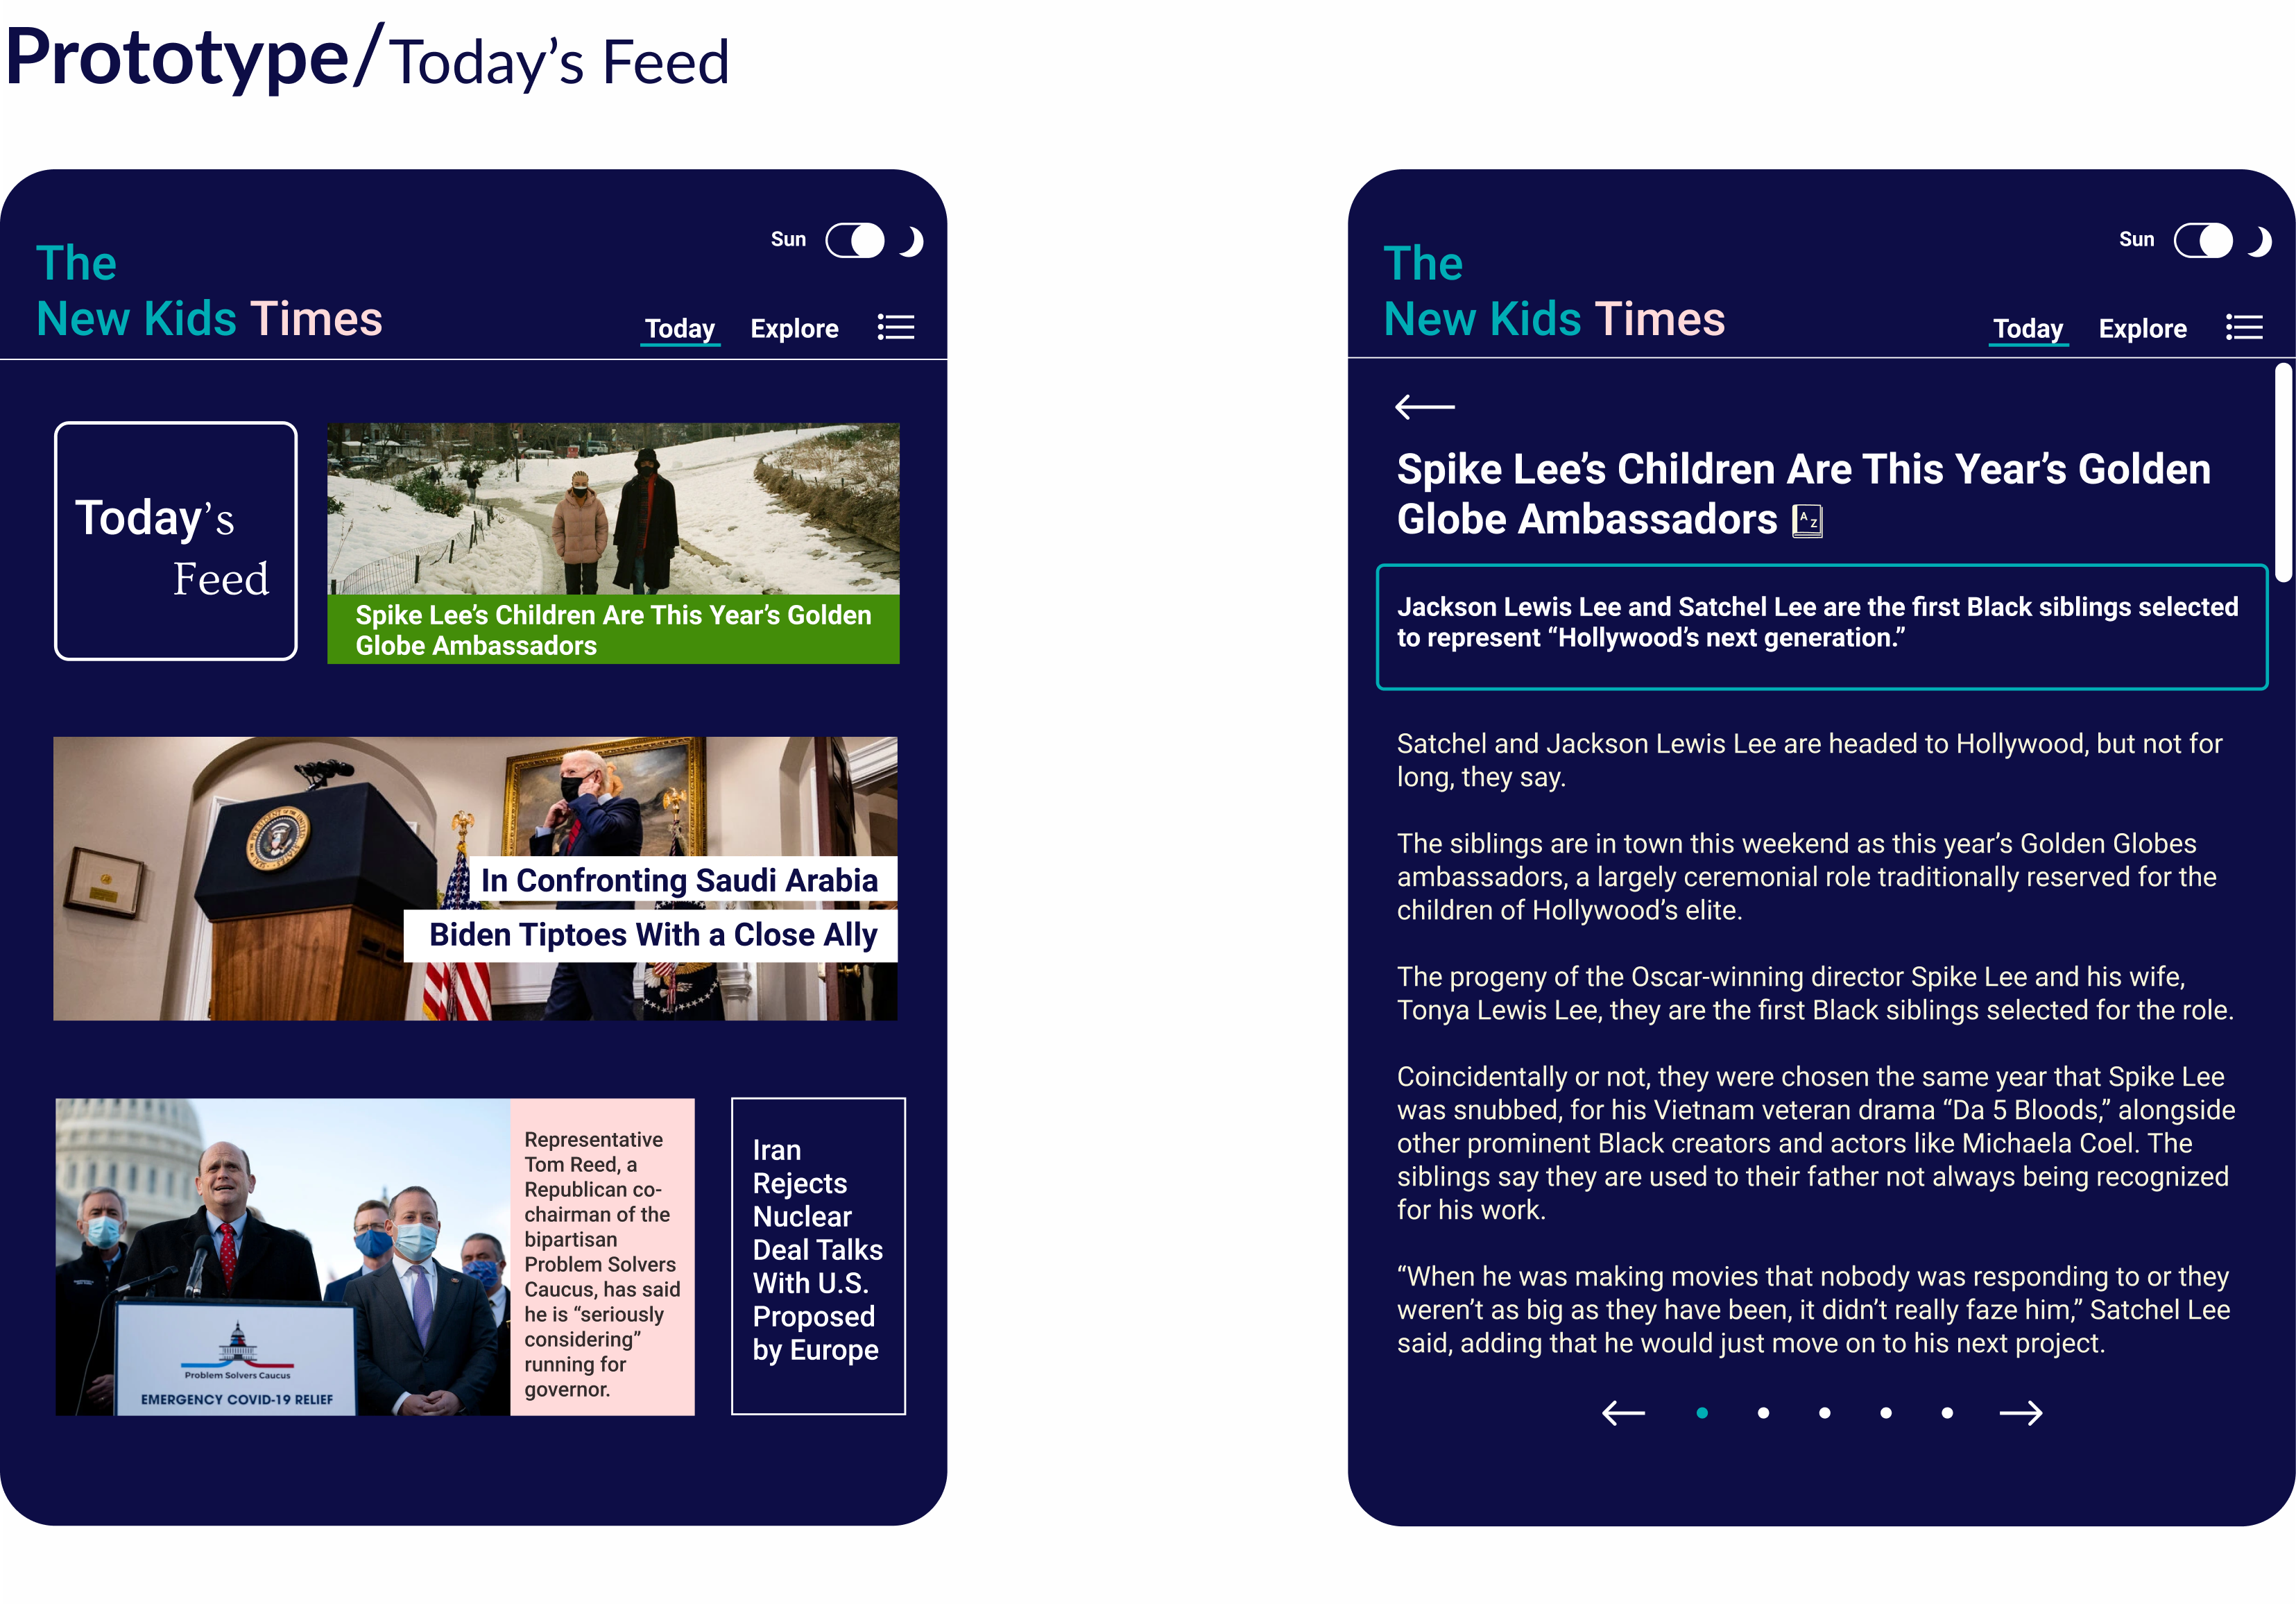 Prototype/Today’s Feed
Sun
The
New Kids Times
Today Explore
Today’s
Feed
Spike Lee’s Children Are This Year’s Golden
Globe Ambassadors
In Confronting Saudi Arabia
Biden Tiptoes With a Close Ally
Problem Solvers Caucus
EMERGENCY COVID-19 RELIEF
Representative
Tom Reed, a
Republican co-
chairman of the
bipartisan
Problem Solvers
Caucus, has said
he is “seriously
considering”
running for
governor.
Iran
Rejects
Nuclear
Deal Talks
With U.S.
Proposed
by Europe
Sun
The
New Kids Times
Today Explore
Spike Lee’s Children Are This Year’s Golden
Globe Ambassadors
A
Z
Jackson Lewis Lee and Satchel Lee are the first Black siblings selected
to represent “Hollywood’s next generation.”
Satchel and Jackson Lewis Lee are headed to Hollywood, but not for
long, they say.
The siblings are in town this weekend as this year’s Golden Globes
ambassadors, a largely ceremonial role traditionally reserved for the
children of Hollywood’s elite.
The progeny of the Oscar-winning director Spike Lee and his wife,
Tonya Lewis Lee, they are the first Black siblings selected for the role.
Coincidentally or not, they were chosen the same year that Spike Lee
was snubbed, for his Vietnam veteran drama “Da 5 Bloods,” alongside
other prominent Black creators and actors like Michaela Coel. The
siblings say they are used to their father not always being recognized
for his work.
“When he was making movies that nobody was responding to or they
weren’t as big as they have been, it didn’t really faze him,” Satchel Lee
said, adding that he would just move on to his next project.